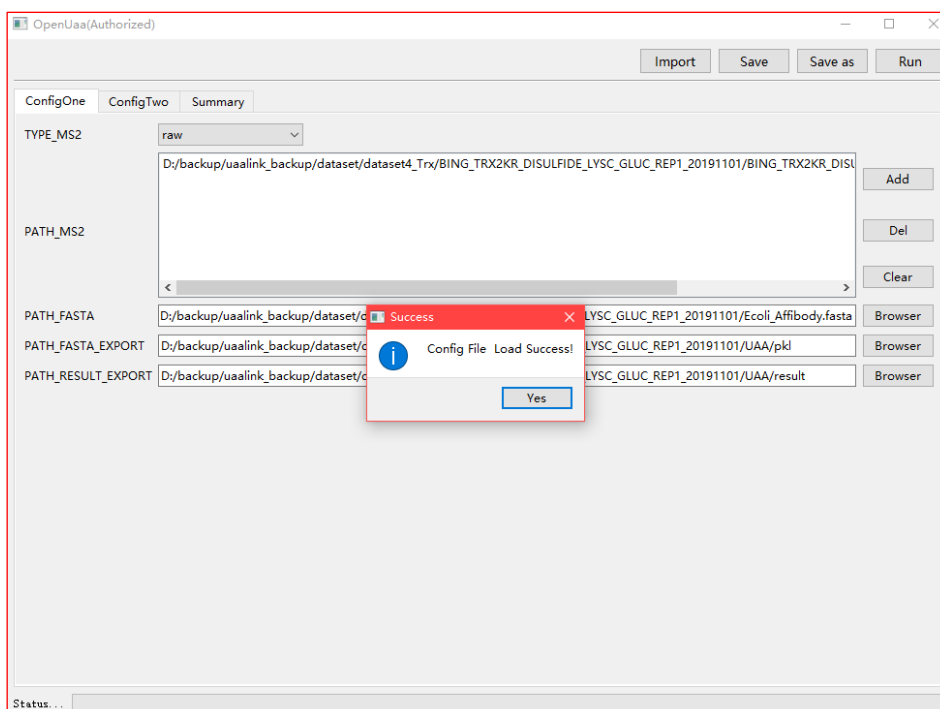 OpenUaa(Authorized)
Import Save Save as Run
ConfigOne ConfigTwo Summary
TYPE_MS2 raw
D:/backup/uaalink_backup/dataset/dataset4_Trx/BING_TRX2KR_DISULFIDE_LYSC_GLUC_REP1_20191101/BING_TRX2KR_DISU
Add
PATH_MS2
Del
Clear
PATH_FASTA D:/backup/uaalink_backup/dataset/ LYSC_GLUC_REP1_20191101/Ecoli_Affibody.fasta Browser
Success
PATH_FASTA_EXPORT D:/backup/uaalink_backup/dataset/ LYSC_GLUC_REP1_20191101/UAA/pkl Browser
Config File Load Success!
PATH_RESULT_EXPORT D:/backup/uaalink_backup/dataset/ LYSC_GLUC_REP1_20191101/UAA/result Browser
Yes
Status...